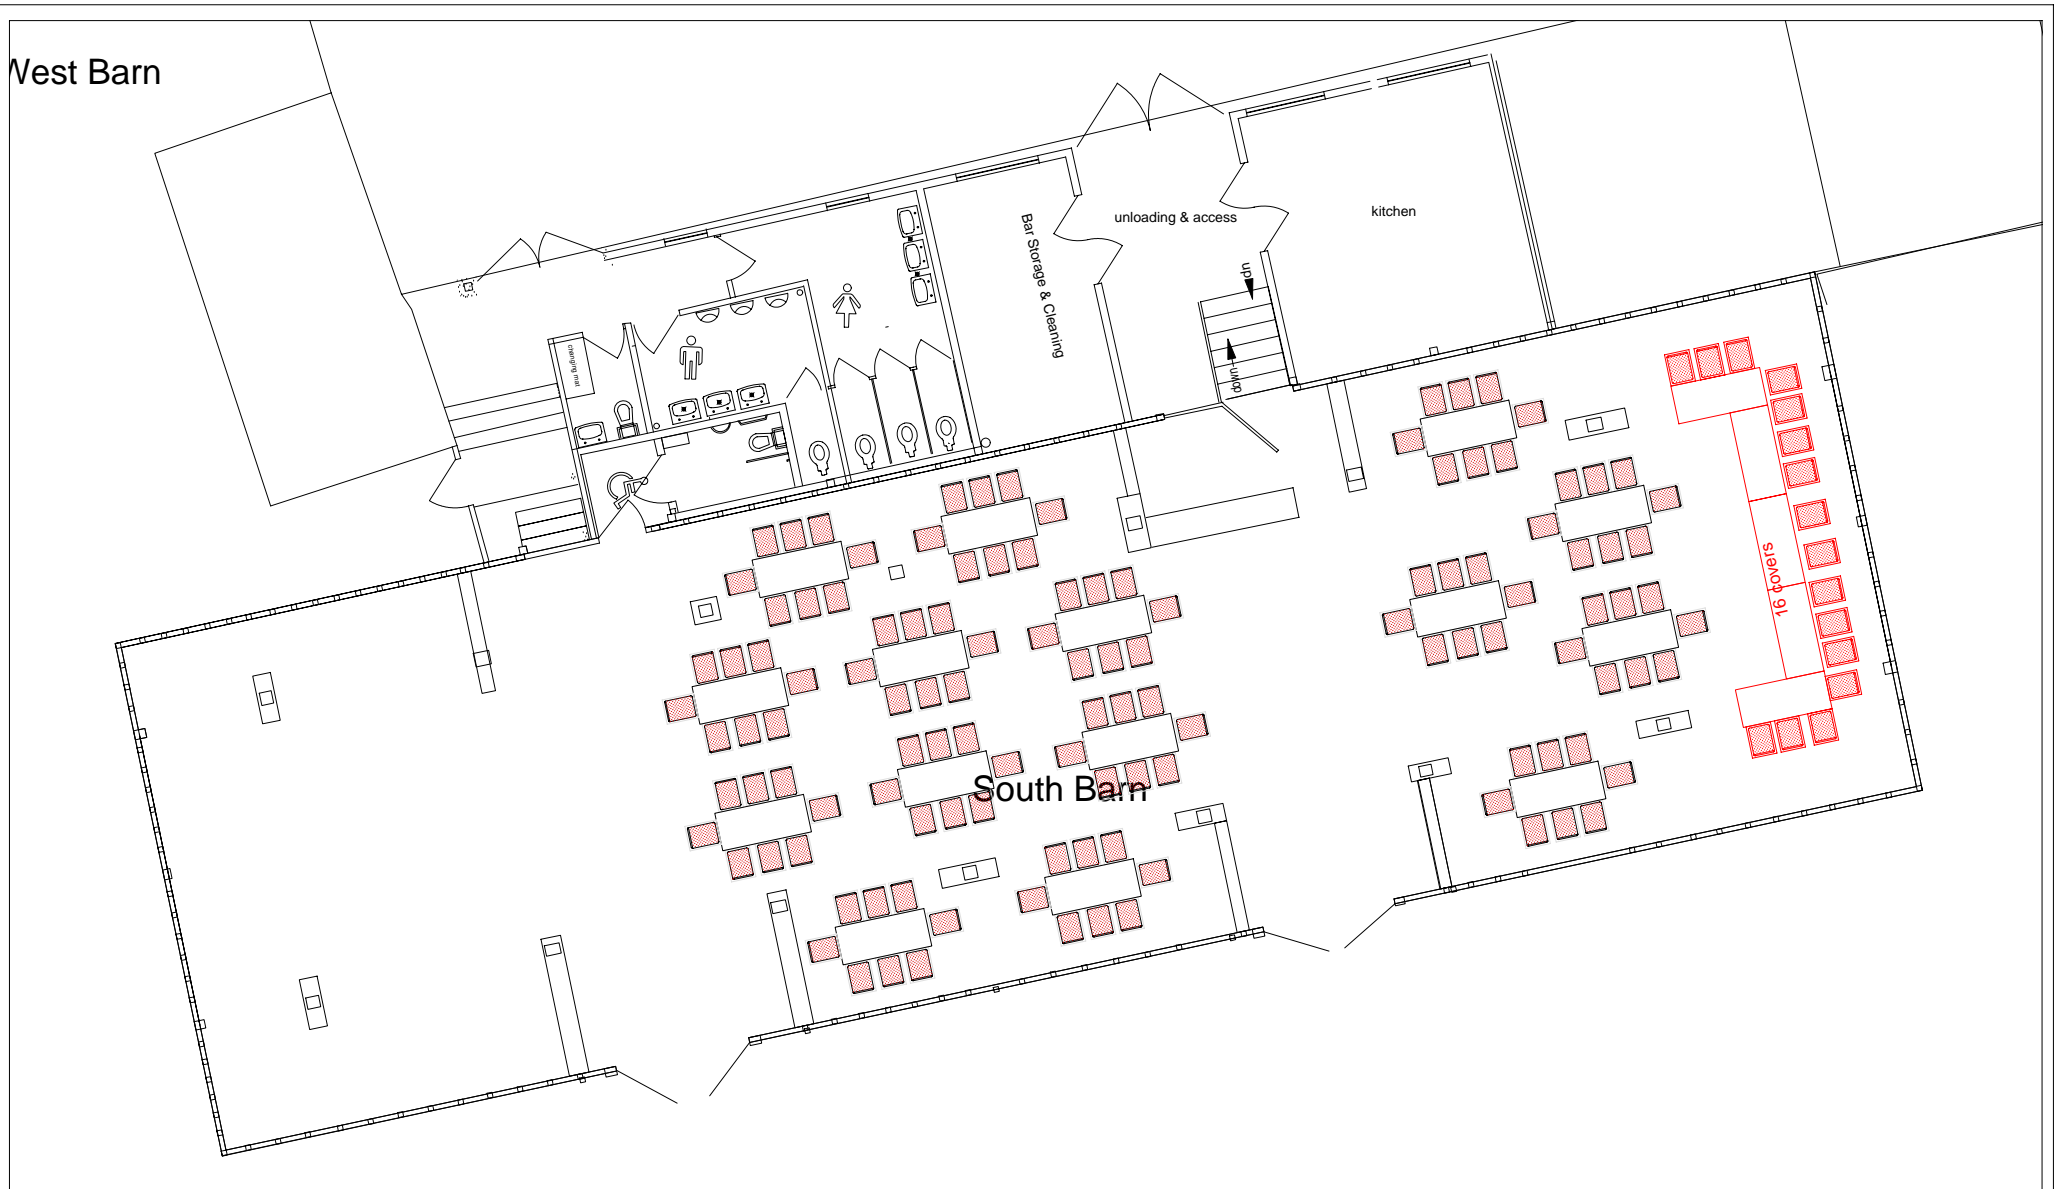 West Barn
unloading & access
kitchen
Bar Storage & Cleaning
up
down
changing mat
16 covers
South Barn